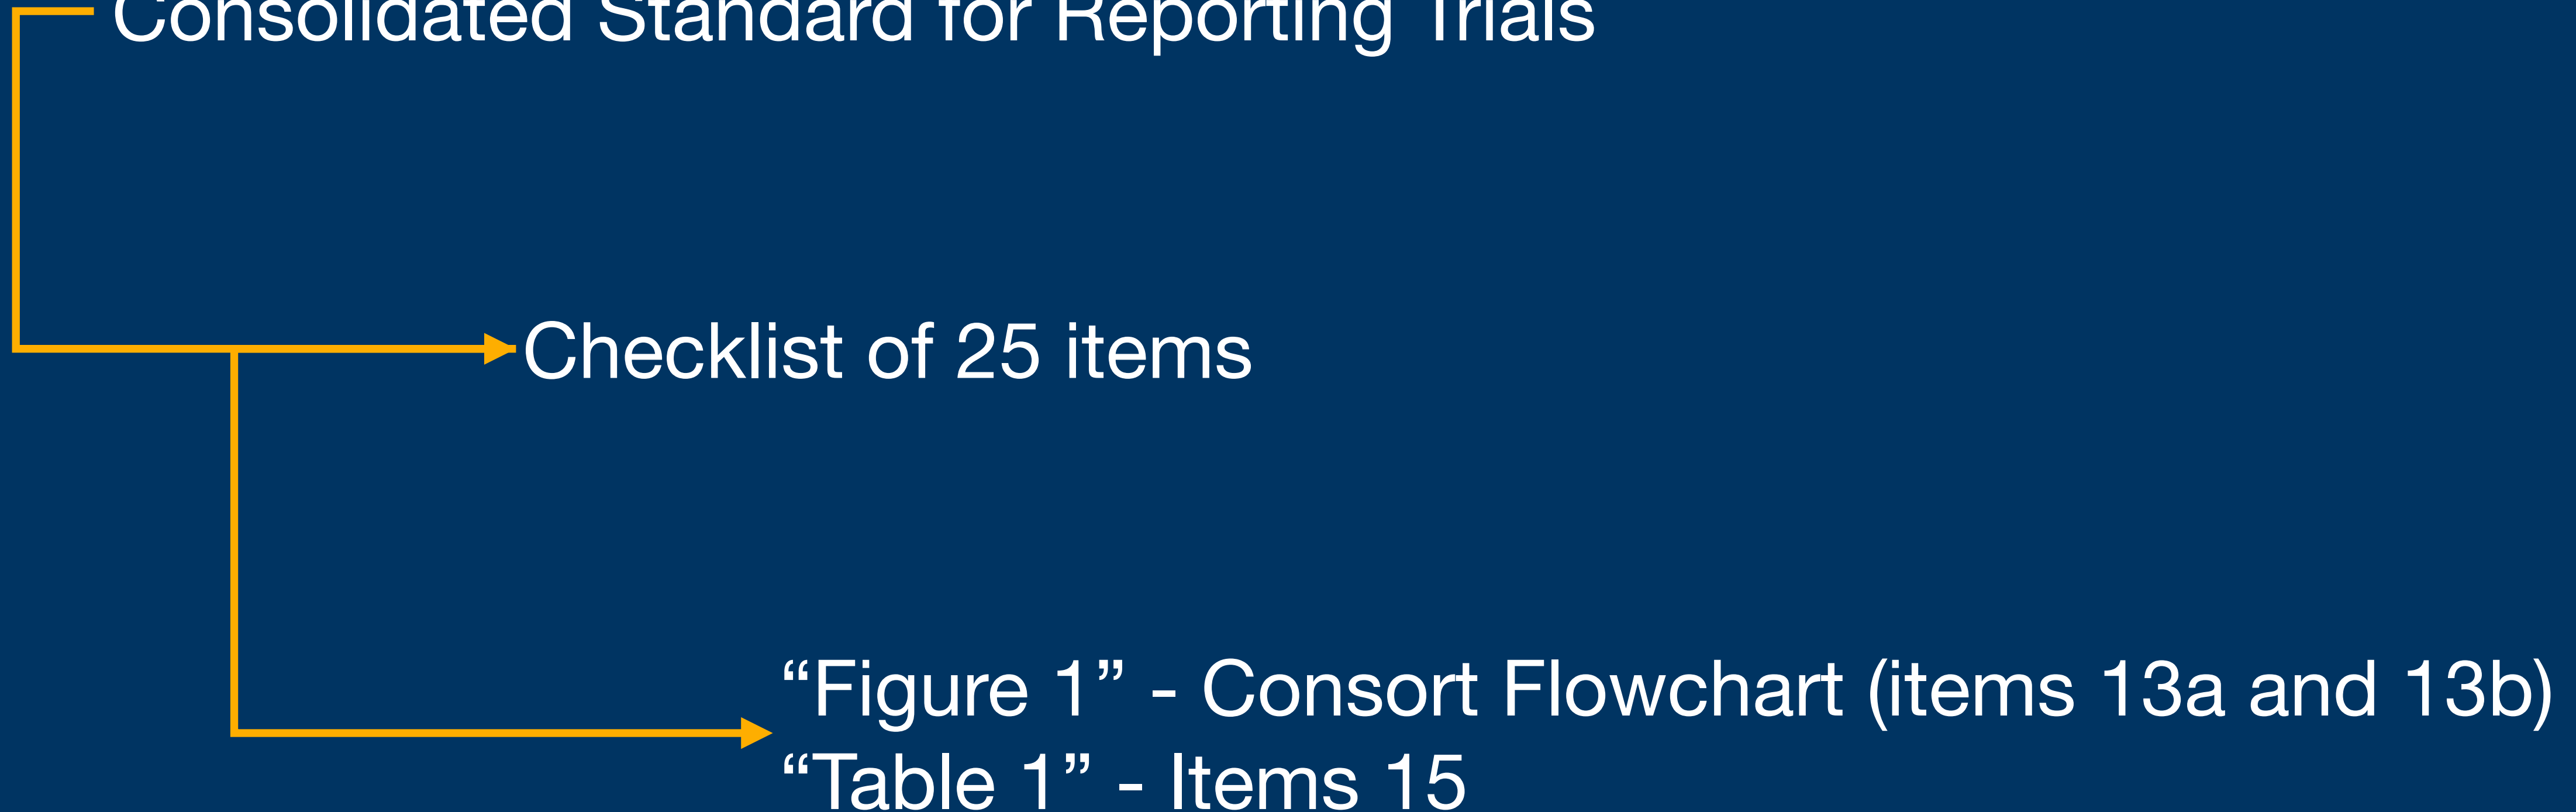 Consolidated Standard for Reporting Trials
Checklist of 25 items
“Figure 1” - Consort Flowchart (items 13a and 13b)
“Table 1” - Items 15